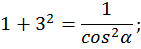 1 + 3² = 1/cos²α;